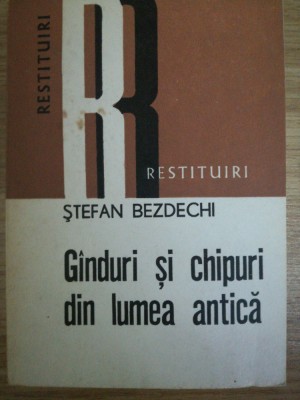 RESTITUIRI
R
RESTITUIRI
ŞTEFAN BEZDECHI
Gînduri şi chipuri
din lumea antică